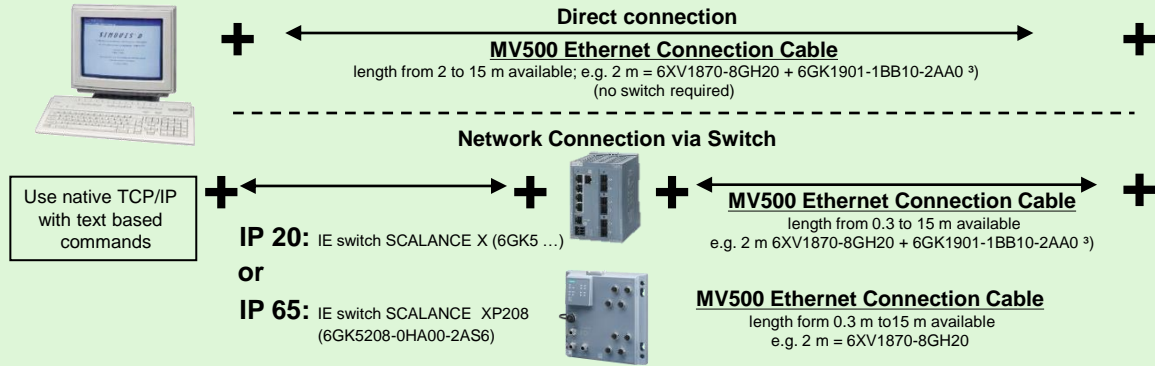 Direct connection
MV500 Ethernet Connection Cable
length from 2 to 15 m available; e.g. 2 m = 6XV1870-8GH20 + 6GK1901-1BB10-2AA0 ³)
(no switch required)
Network Connection via Switch
Use native TCP/IP
with text based
commands
IP 20: IE switch SCALANCE X (6GK5 …)
or
IP 65: IE switch SCALANCE XP208
(6GK5208-0HA00-2AS6)
MV500 Ethernet Connection Cable
length from 0.3 to 15 m available
e.g. 2 m 6XV1870-8GH20 + 6GK1901-1BB10-2AA0 ³)
MV500 Ethernet Connection Cable
length form 0.3 m to15 m available
e.g. 2 m = 6XV1870-8GH20